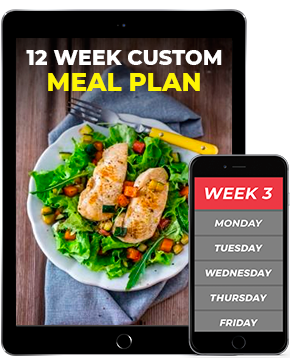 12 WEEK CUSTOM
MEAL PLAN
WEEK 3
MONDAY
TUESDAY
WEDNESDAY
THURSDAY
FRIDAY